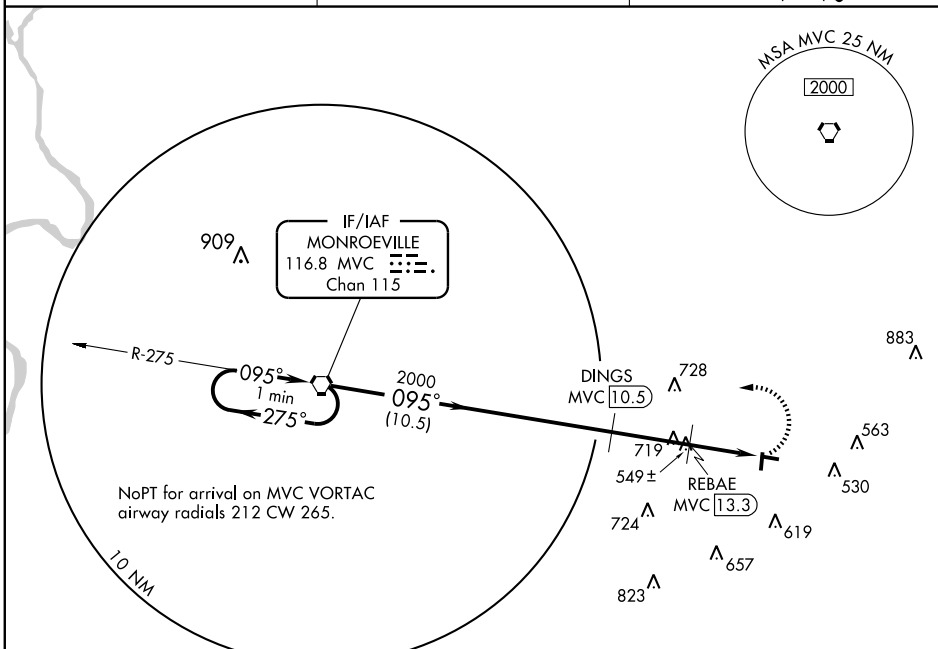 MSA MVC 25 NM
2000
IF/IAF
MONROEVILLE
116.8 MVC
Chan 115
909
R-275
095°
1 min
275°
2000
095°
(10.5)
DINGS
MVC 10.5
728
883
719
549±
REBAE
MVC 13.3
563
530
724
619
657
823
NoPT for arrival on MVC VORTAC
airway radials 212 CW 265.
10 NM